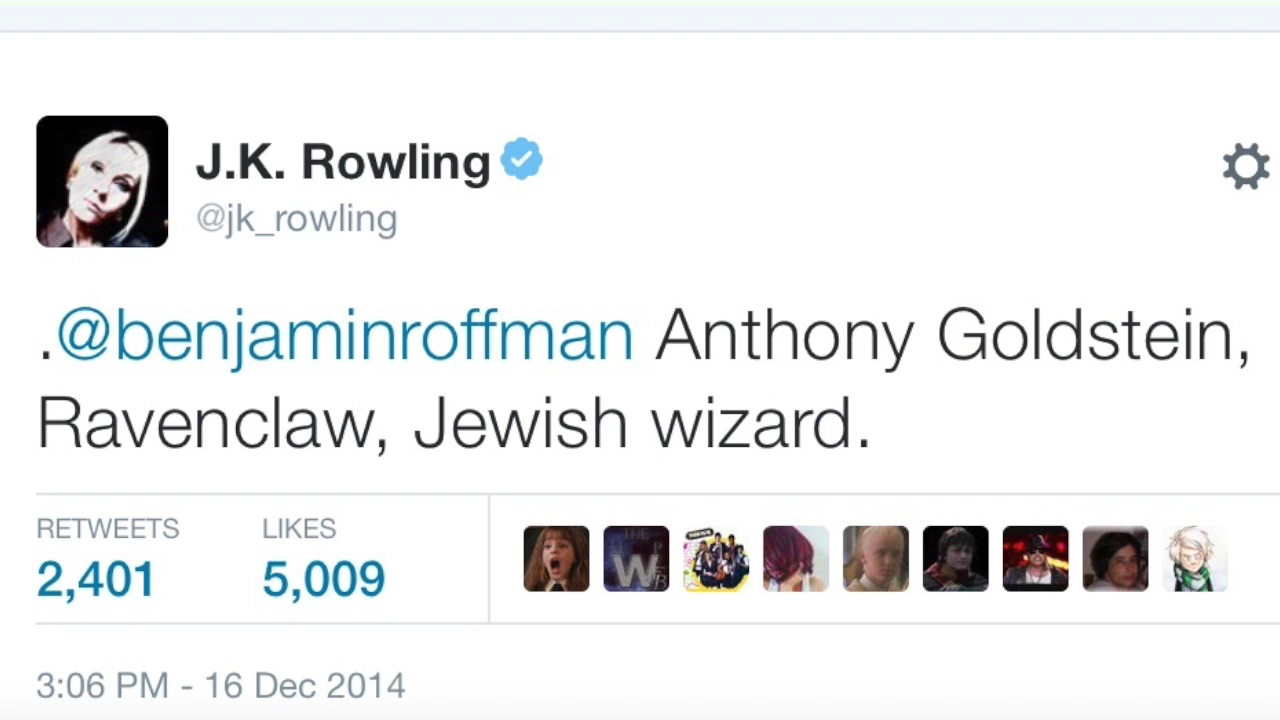 J.K. Rowling
@jk_rowling
.@benjaminroffman Anthony Goldstein,
Ravenclaw, Jewish wizard.
RETWEETS LIKES
2,401 5,009
3:06 PM - 16 Dec 2014